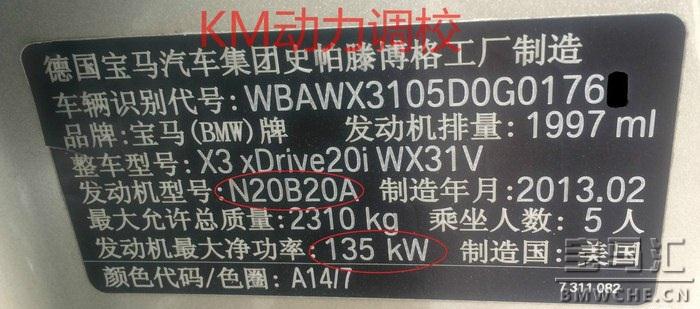 KM动力调校
德国宝马汽车集团史帕滕博格工厂制造
车辆识别代号: WBAWX3105D0G0176
品牌: 宝马(BMW)牌 发动机排量: 1997 ml
整车型号: X3 xDrive20i WX31V
发动机型号: N20B20A 制造年月: 2013.02
最大允许总质量: 2310 kg 乘坐人数: 5 人
发动机最大净功率: 135 kW 制造国: 美国
颜色代码/色圈: A14/7 7 311 082
宝马汇
BMWCHE.CN